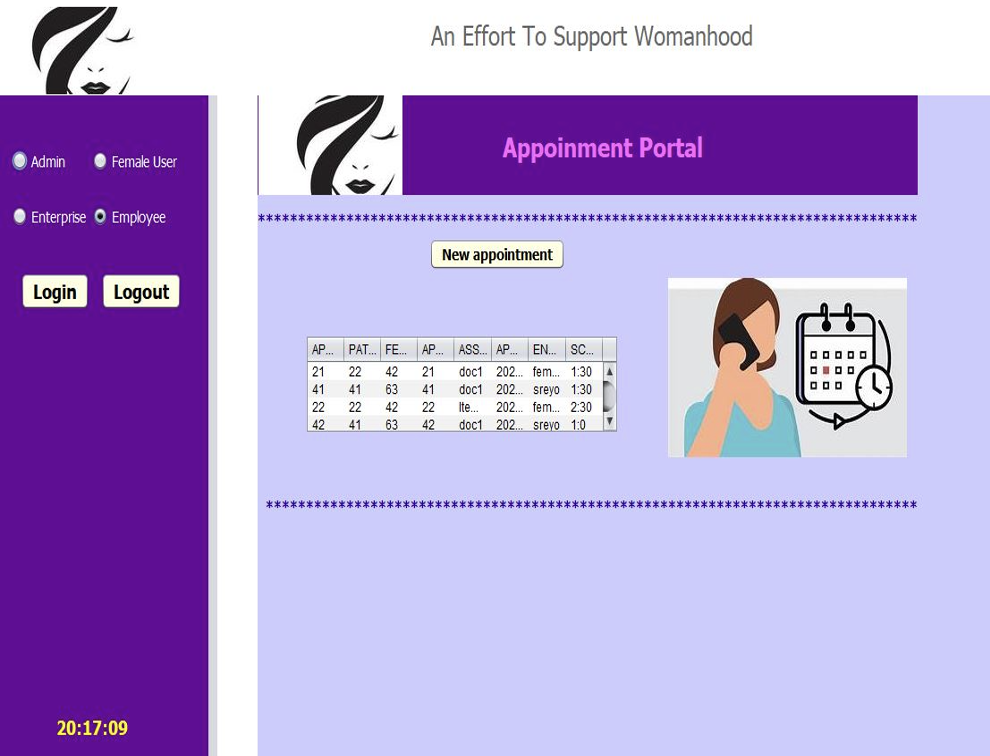 An Effort To Support Womanhood
Appoinment Portal
Admin Female User
Enterprise Employee
Login Logout
********************************************************************************
New appointment
AP... PAT... FE... AP... ASS... AP... EN... SC...
21 22 42 21 doc1 202... fem... 1:30
41 41 63 41 doc1 202... sreyo 1:30
22 22 42 22 lte... 202... fem... 2:30
42 41 63 42 doc1 202... sreyo 1:0
*******************************************************************************
20:17:09